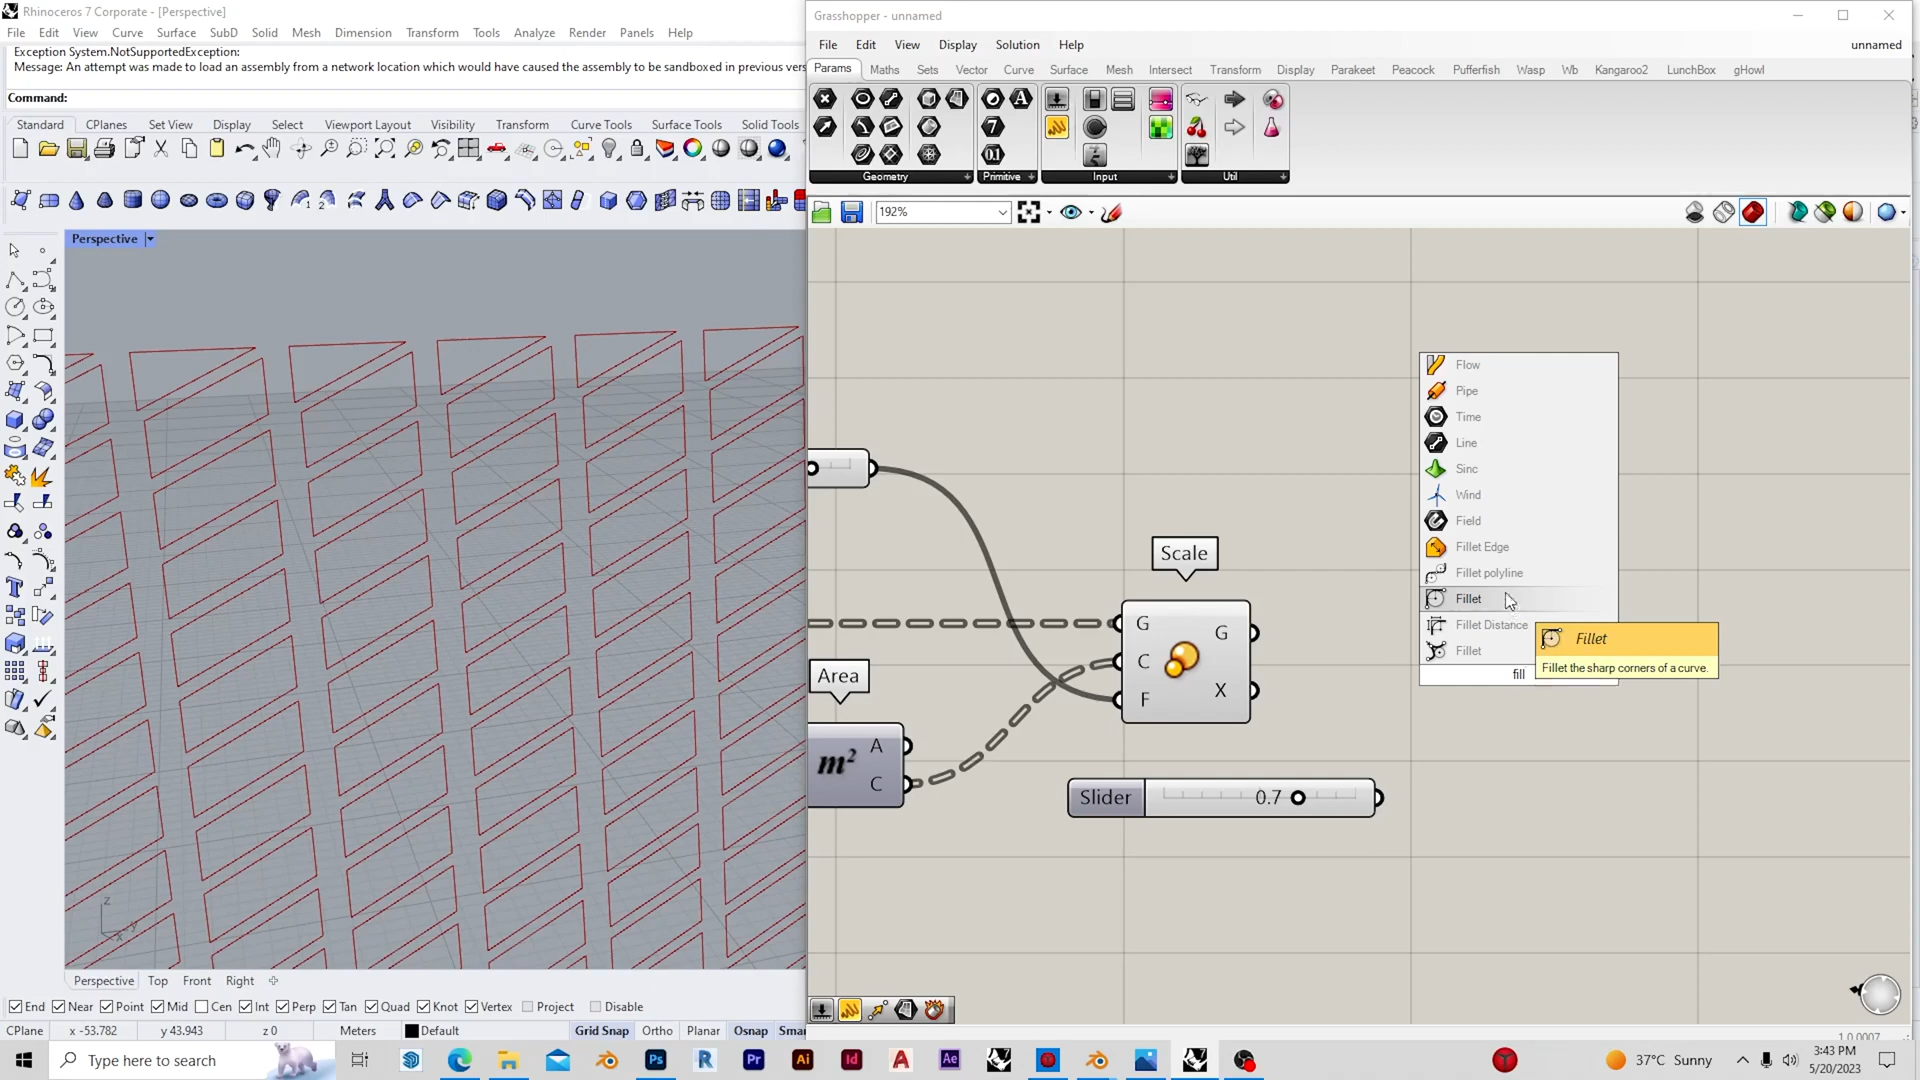 Rhinoceros 7 Corporate - [Perspective]
File Edit View Curve Surface SubD Solid Mesh Dimension Transform Tools Analyze Render Panels Help
Exception System.NotSupportedException:
Message: An attempt was made to load an assembly from a network location which would have caused the assembly to be sandboxed in previous vers
Command:
Standard CPlanes Set View Display Select Viewport Layout Visibility Transform Curve Tools Surface Tools Solid Tools
Perspective
z
y
x
Perspective Top Front Right
End Near Point Mid Cen Int Perp Tan Quad Knot Vertex Project Disable
CPlane x -53.782 y 43.943 z 0 Meters Default Grid Snap Ortho Planar Osnap Smar
Grasshopper - unnamed
File Edit View Display Solution Help unnamed
Params Maths Sets Vector Curve Surface Mesh Intersect Transform Display Parakeet Peacock Pufferfish Wasp Wb Kangaroo2 LunchBox gHowl
Geometry Primitive Input Util
192%
Flow
Pipe
Time
Line
Sinc
Wind
Field
Fillet Edge
Fillet polyline
Fillet
Fillet Distance
Fillet
fill
Fillet
Fillet the sharp corners of a curve.
Scale
G
C
F
G
X
Area
m²
A
C
Slider 0.7
1.0.0007
Type here to search
37°C Sunny
3:43 PM
5/20/2023